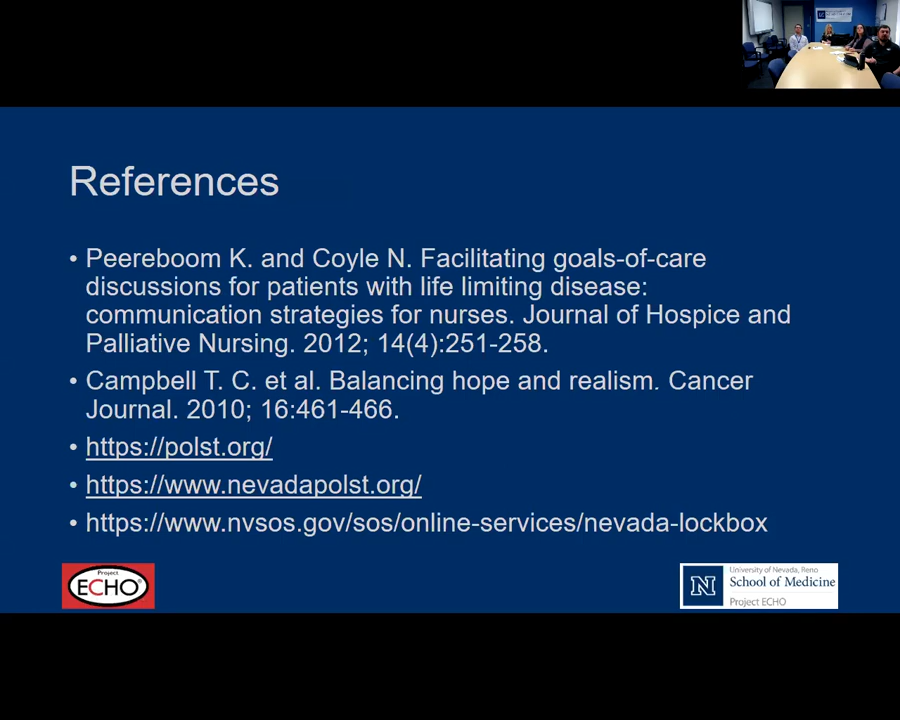 References
• Peereboom K. and Coyle N. Facilitating goals-of-care
discussions for patients with life limiting disease:
communication strategies for nurses. Journal of Hospice and
Palliative Nursing. 2012; 14(4):251-258.
• Campbell T. C. et al. Balancing hope and realism. Cancer
Journal. 2010; 16:461-466.
• https://polst.org/
• https://www.nevadapolst.org/
• https://www.nvsos.gov/sos/online-services/nevada-lockbox
Project
ECHO®
N
University of Nevada, Reno
School of Medicine
Project ECHO